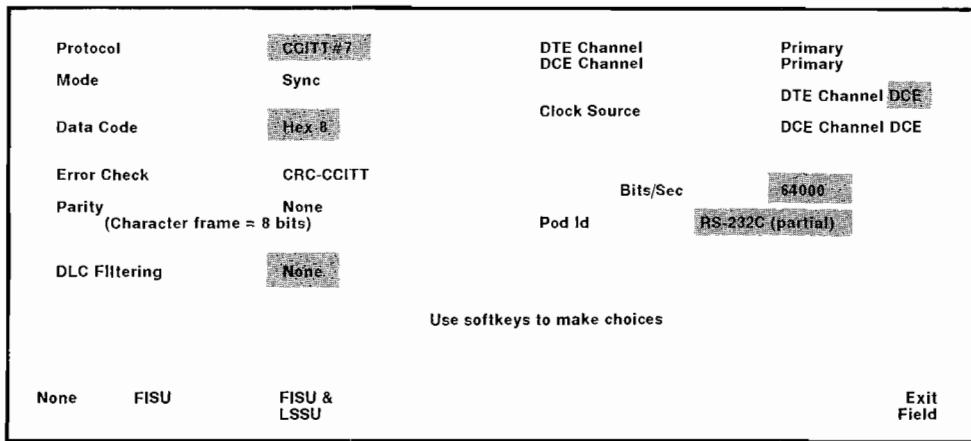 Protocol CCITT#7
Mode Sync
Data Code Hex 8
Error Check CRC-CCITT
Parity None
(Character frame = 8 bits)
DLC Filtering None
DTE Channel Primary
DCE Channel Primary
Clock Source DTE Channel DCE
DCE Channel DCE
Bits/Sec 64000
Pod Id RS-232C (partial)
Use softkeys to make choices
None FISU FISU & LSSU Exit Field